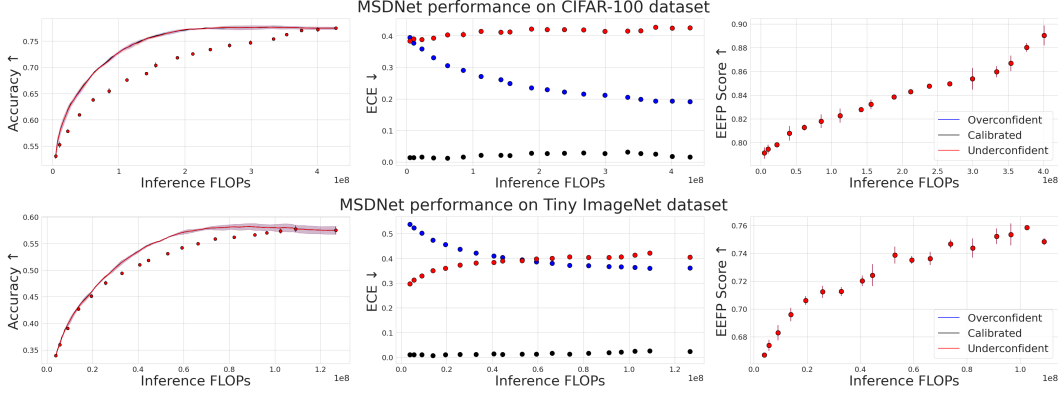 MSDNet performance on CIFAR-100 dataset
Accuracy ↑
0.75
0.70
0.65
0.60
0.55
0
1
2
3
4
1e8
Inference FLOPs
ECE ↓
0.4
0.3
0.2
0.1
0.0
0
1
2
3
4
1e8
Inference FLOPs
EEFP Score ↑
0.90
0.88
0.86
0.84
0.82
0.80
0.0
0.5
1.0
1.5
2.0
2.5
3.0
3.5
4.0
1e8
Inference FLOPs
Overconfident
Calibrated
Underconfident
MSDNet performance on Tiny ImageNet dataset
Accuracy ↑
0.60
0.55
0.50
0.45
0.40
0.35
0.0
0.2
0.4
0.6
0.8
1.0
1.2
1e8
Inference FLOPs
ECE ↓
0.5
0.4
0.3
0.2
0.1
0.0
0.0
0.2
0.4
0.6
0.8
1.0
1.2
1e8
Inference FLOPs
EEFP Score ↑
0.76
0.74
0.72
0.70
0.68
0.0
0.2
0.4
0.6
0.8
1.0
1e8
Inference FLOPs
Overconfident
Calibrated
Underconfident